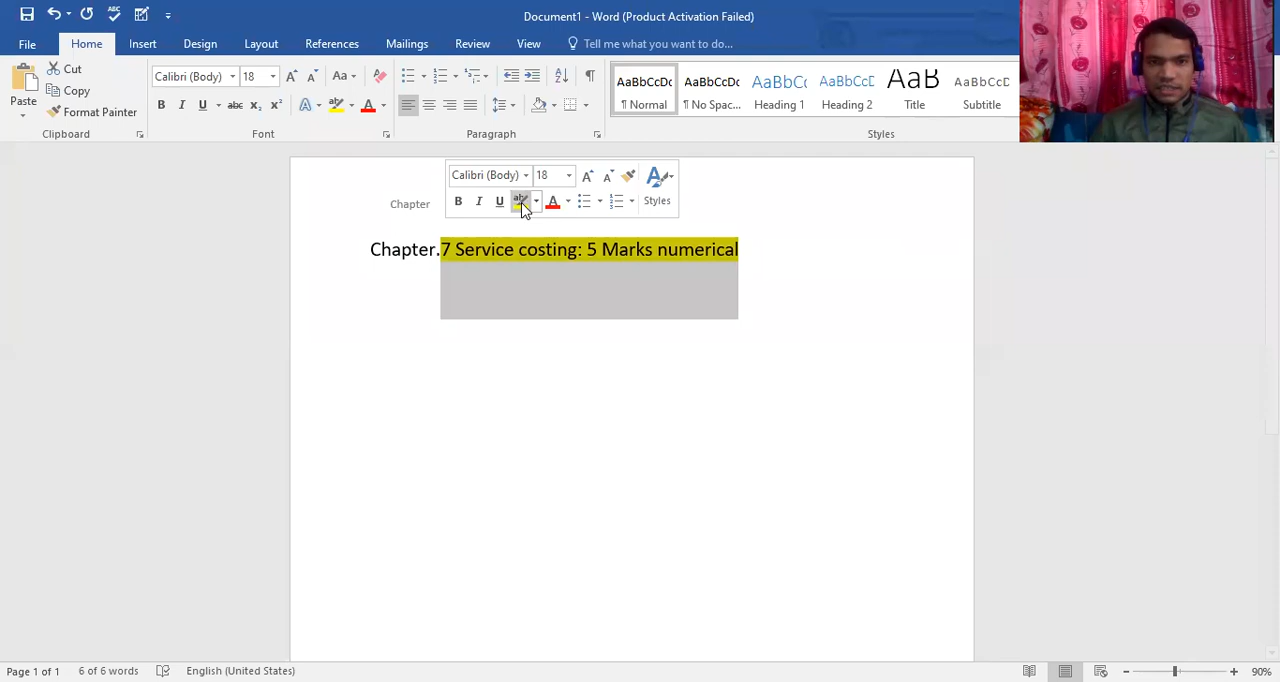 Document1 - Word (Product Activation Failed)
File Home Insert Design Layout References Mailings Review View Tell me what you want to do...
Paste
Cut
Copy
Format Painter
Clipboard
Calibri (Body) 18
Font
Paragraph
AaBbCcDc AaBbCcDc AaBbCc AaBbCcD AaB AaBbCcD
¶ Normal ¶ No Spac... Heading 1 Heading 2 Title Subtitle
Styles
Calibri (Body) 18
Styles
Chapter
Chapter.7 Service costing: 5 Marks numerical
Page 1 of 1 6 of 6 words English (United States) 90%